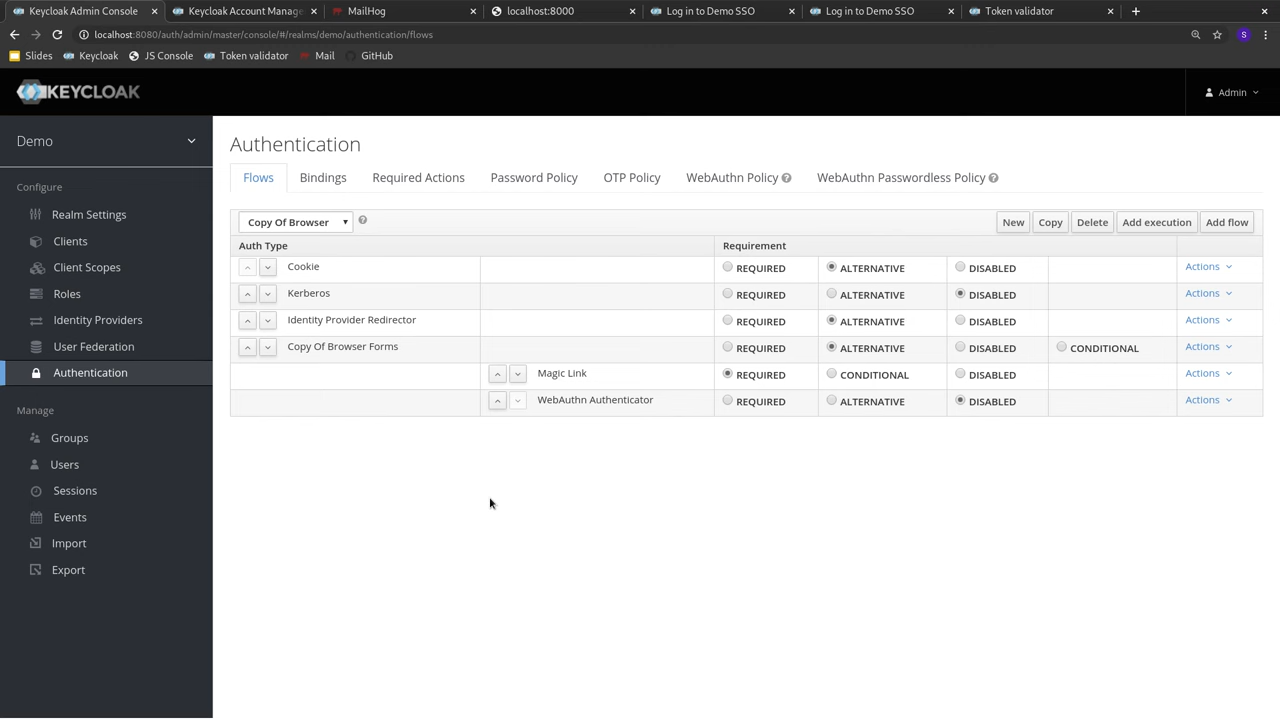 Keycloak Admin Console
Keycloak Account Manage
MailHog
localhost:8000
Log in to Demo SSO
Log in to Demo SSO
Token validator
localhost:8080/auth/admin/master/console/#/realms/demo/authentication/flows
S
Slides
Keycloak
JS Console
Token validator
Mail
GitHub
KEYCLOAK
Admin
Demo
Configure
Realm Settings
Clients
Client Scopes
Roles
Identity Providers
User Federation
Authentication
Manage
Groups
Users
Sessions
Events
Import
Export
Authentication
Flows
Bindings
Required Actions
Password Policy
OTP Policy
WebAuthn Policy
WebAuthn Passwordless Policy
Copy Of Browser
New
Copy
Delete
Add execution
Add flow
Auth Type Requirement
Cookie REQUIRED ALTERNATIVE DISABLED Actions
Kerberos REQUIRED ALTERNATIVE DISABLED Actions
Identity Provider Redirector REQUIRED ALTERNATIVE DISABLED Actions
Copy Of Browser Forms REQUIRED ALTERNATIVE DISABLED CONDITIONAL Actions
Magic Link REQUIRED CONDITIONAL DISABLED Actions
WebAuthn Authenticator REQUIRED ALTERNATIVE DISABLED Actions